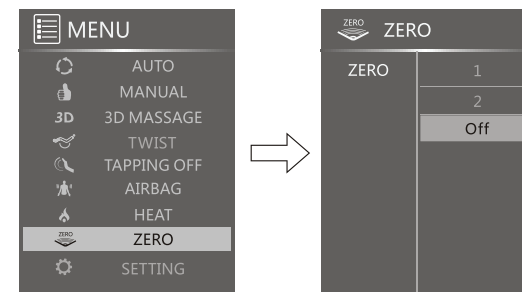 MENU
AUTO
MANUAL
3D 3D MASSAGE
TWIST
TAPPING OFF
AIRBAG
HEAT
ZERO ZERO
SETTING
ZERO ZERO
ZERO 1
2
Off